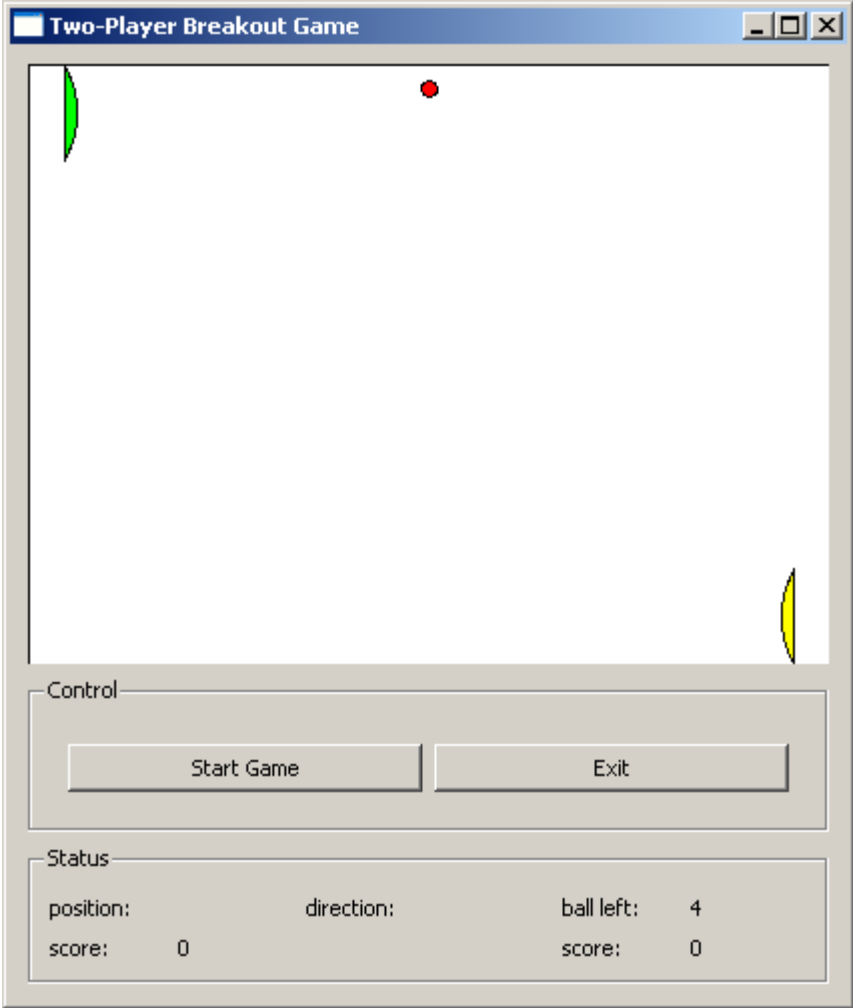 Two-Player Breakout Game
Control
Start Game Exit
Status
position: direction: ball left: 4
score: 0 score: 0